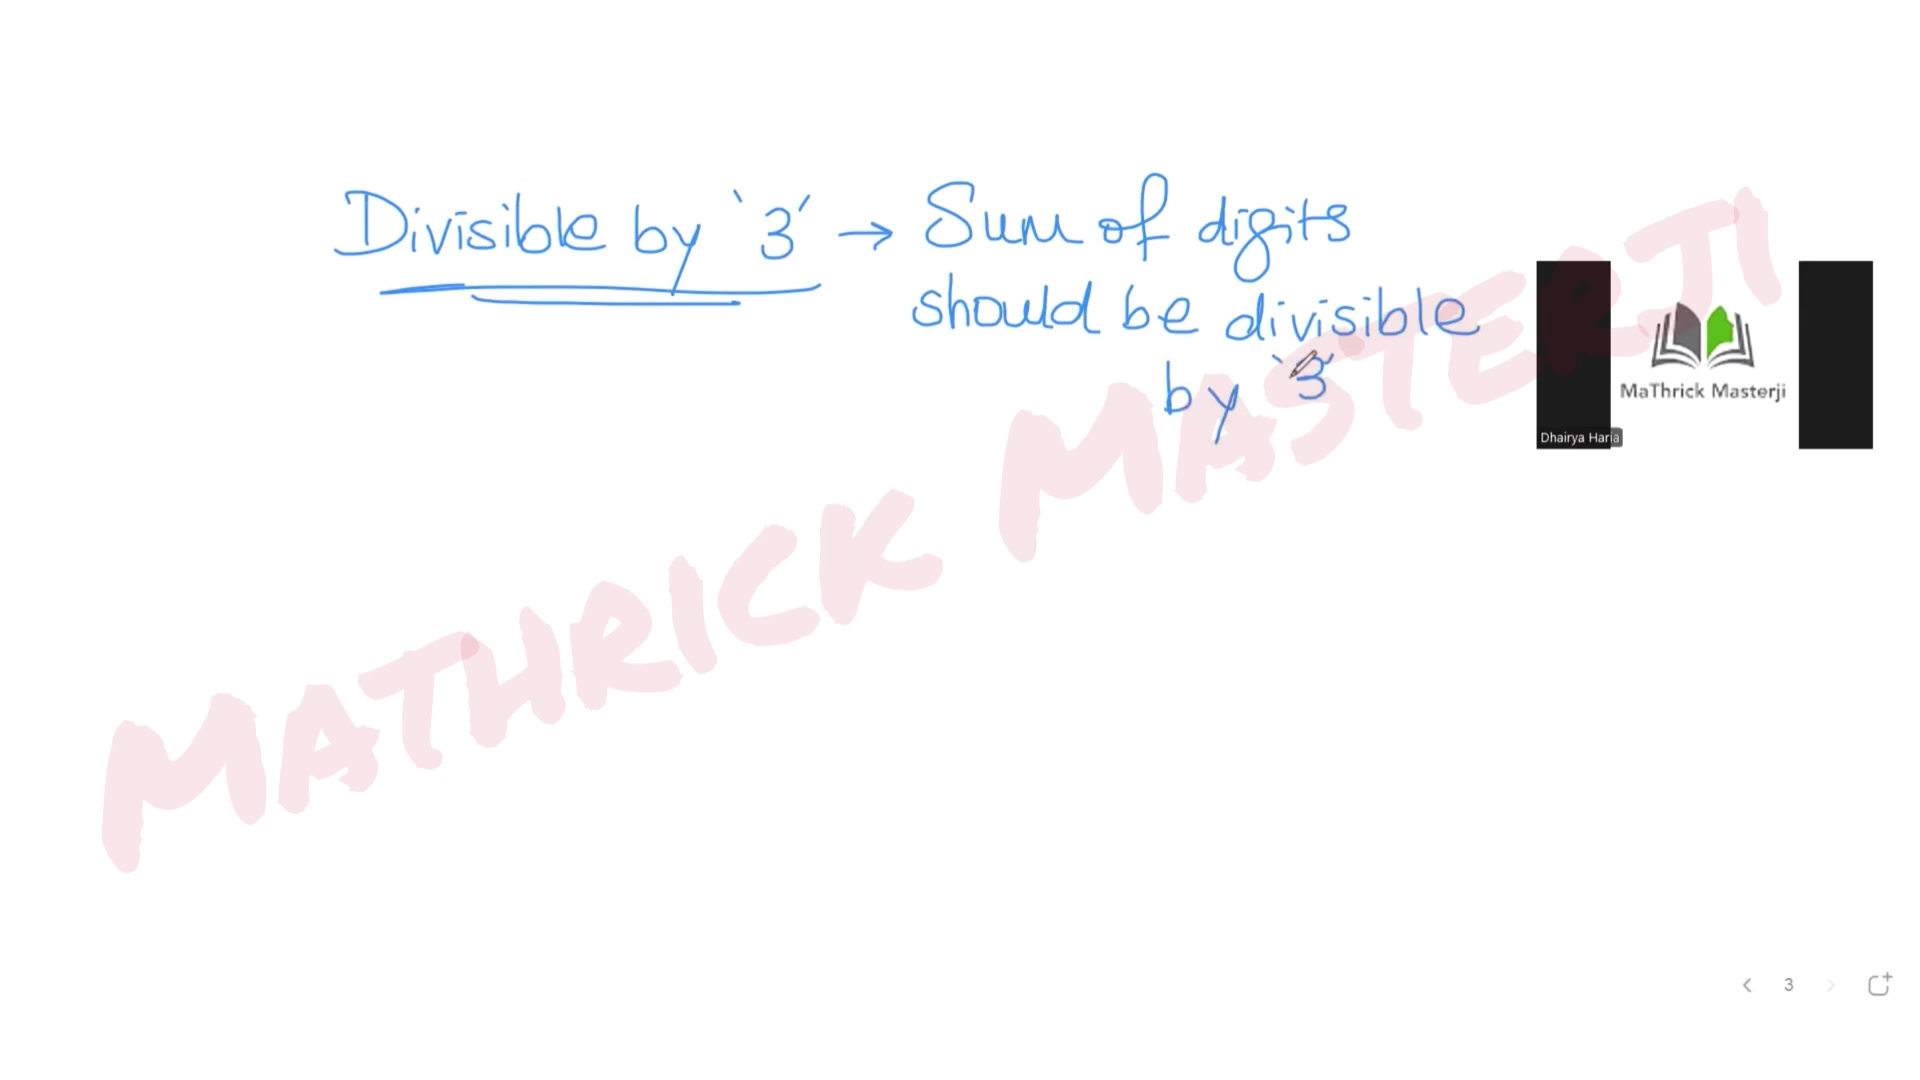 Divisible by '3' → Sum of digits
should be divisible
by '3'
MATHRICK MASTERJI
MaThrick Masterji
Dhairya Haria
3